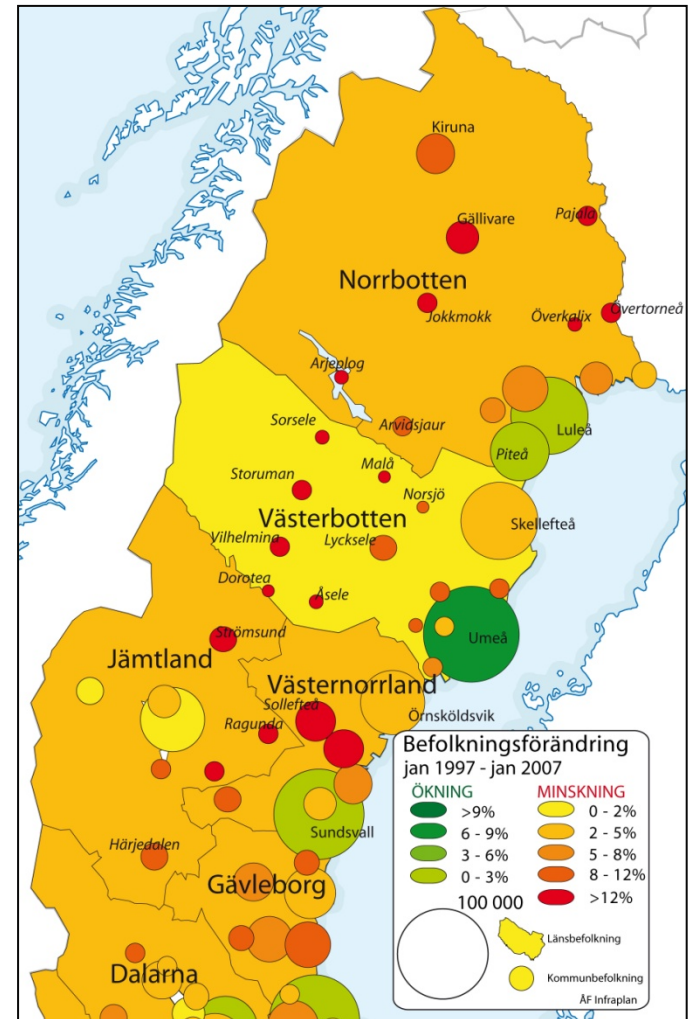 Kiruna
Pajala
Gällivare
Norrbotten
Jokkmokk
Överkalix
Övertorneå
Arjeplog
Luleå
Arvidsjaur
Piteå
Sorsele
Malå
Storuman
Norsjö
Västerbotten
Skellefteå
Vilhelmina
Lycksele
Dorotea
Åsele
Strömsund
Umeå
Jämtland
Västernorrland
Sollefteå
Ragunda
Örnsköldsvik
Sundsvall
Härjedalen
Gävleborg
Dalarna
Befolkningsförändring
jan 1997 - jan 2007
ÖKNING MINSKNING
>9% 0 - 2%
6 - 9% 2 - 5%
3 - 6% 5 - 8%
0 - 3% 8 - 12%
100 000 >12%
Länsbefolkning
Kommunbefolkning
ÅF Infraplan